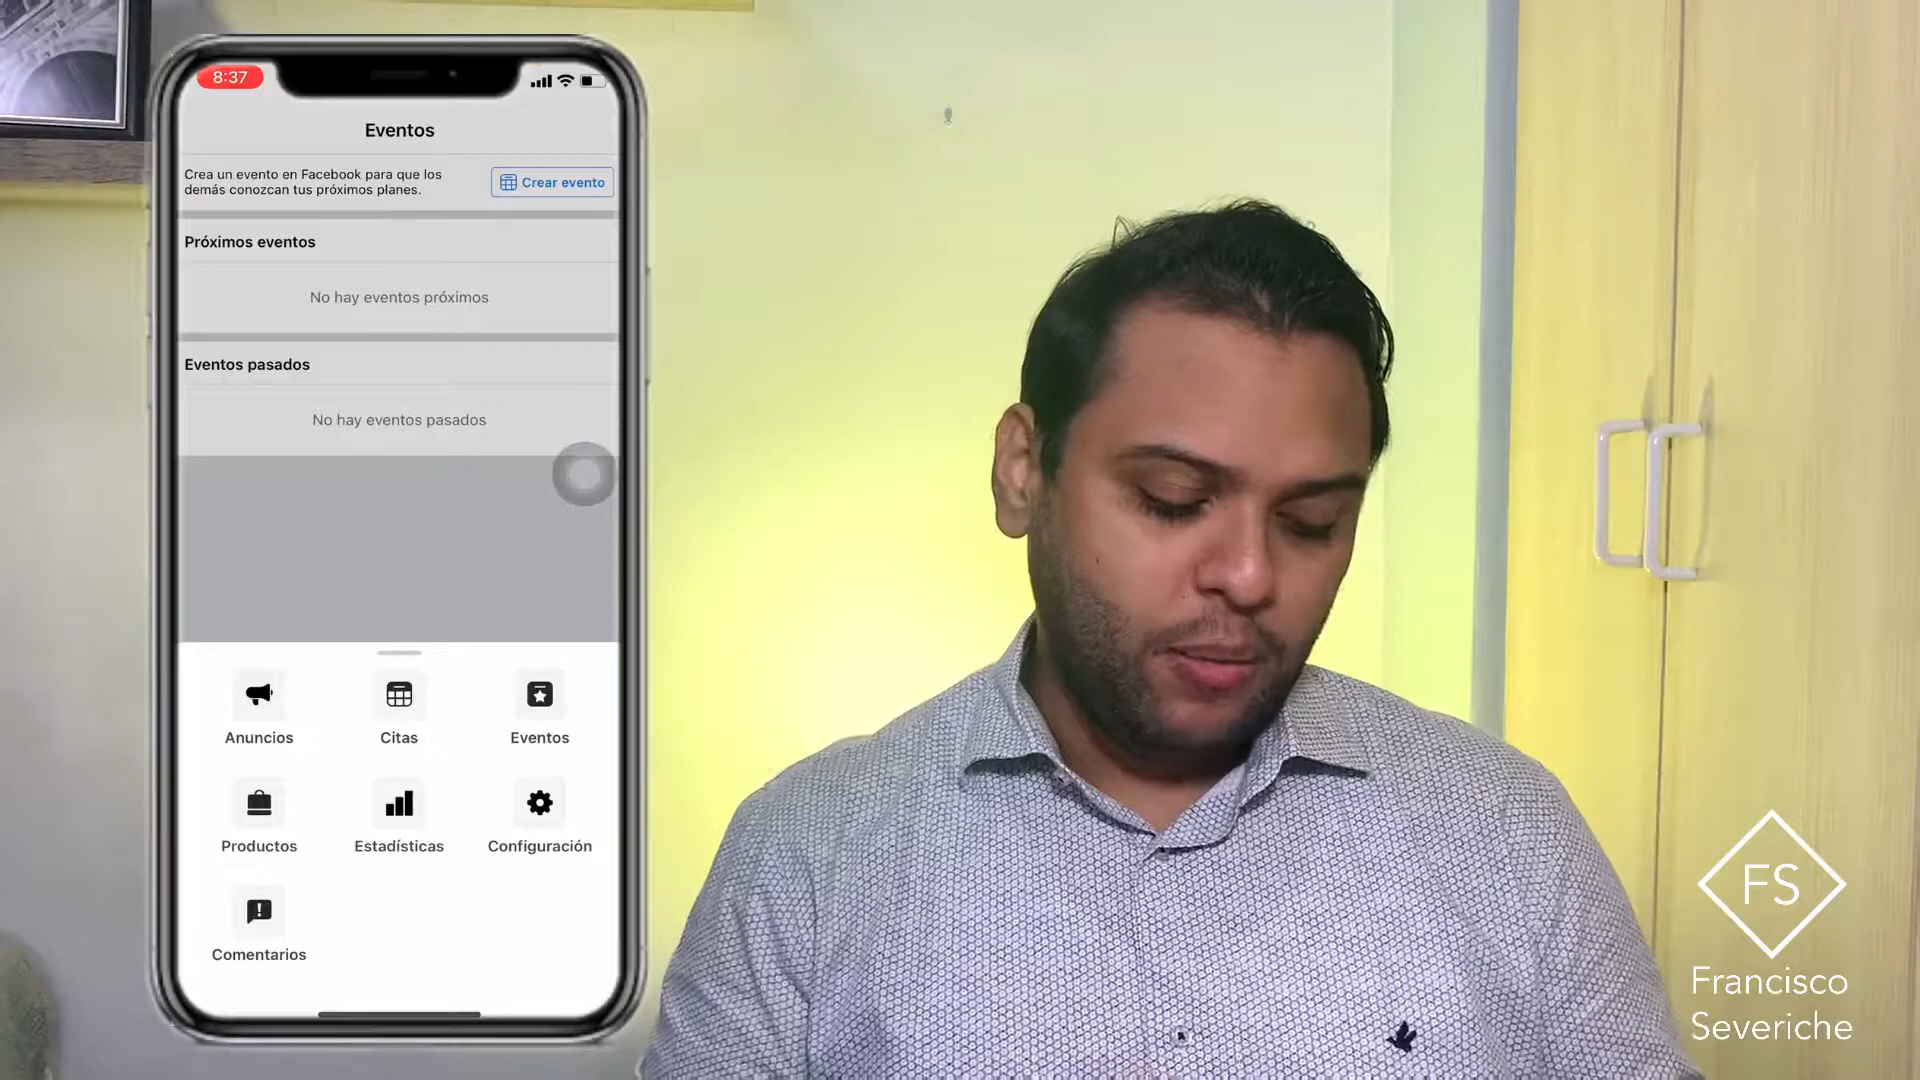 8:37
Eventos
Crea un evento en Facebook para que los
demás conozcan tus próximos planes.
Crear evento
Próximos eventos
No hay eventos próximos
Eventos pasados
No hay eventos pasados
Anuncios
Citas
Eventos
Productos
Estadísticas
Configuración
Comentarios
FS
Francisco
Severiche